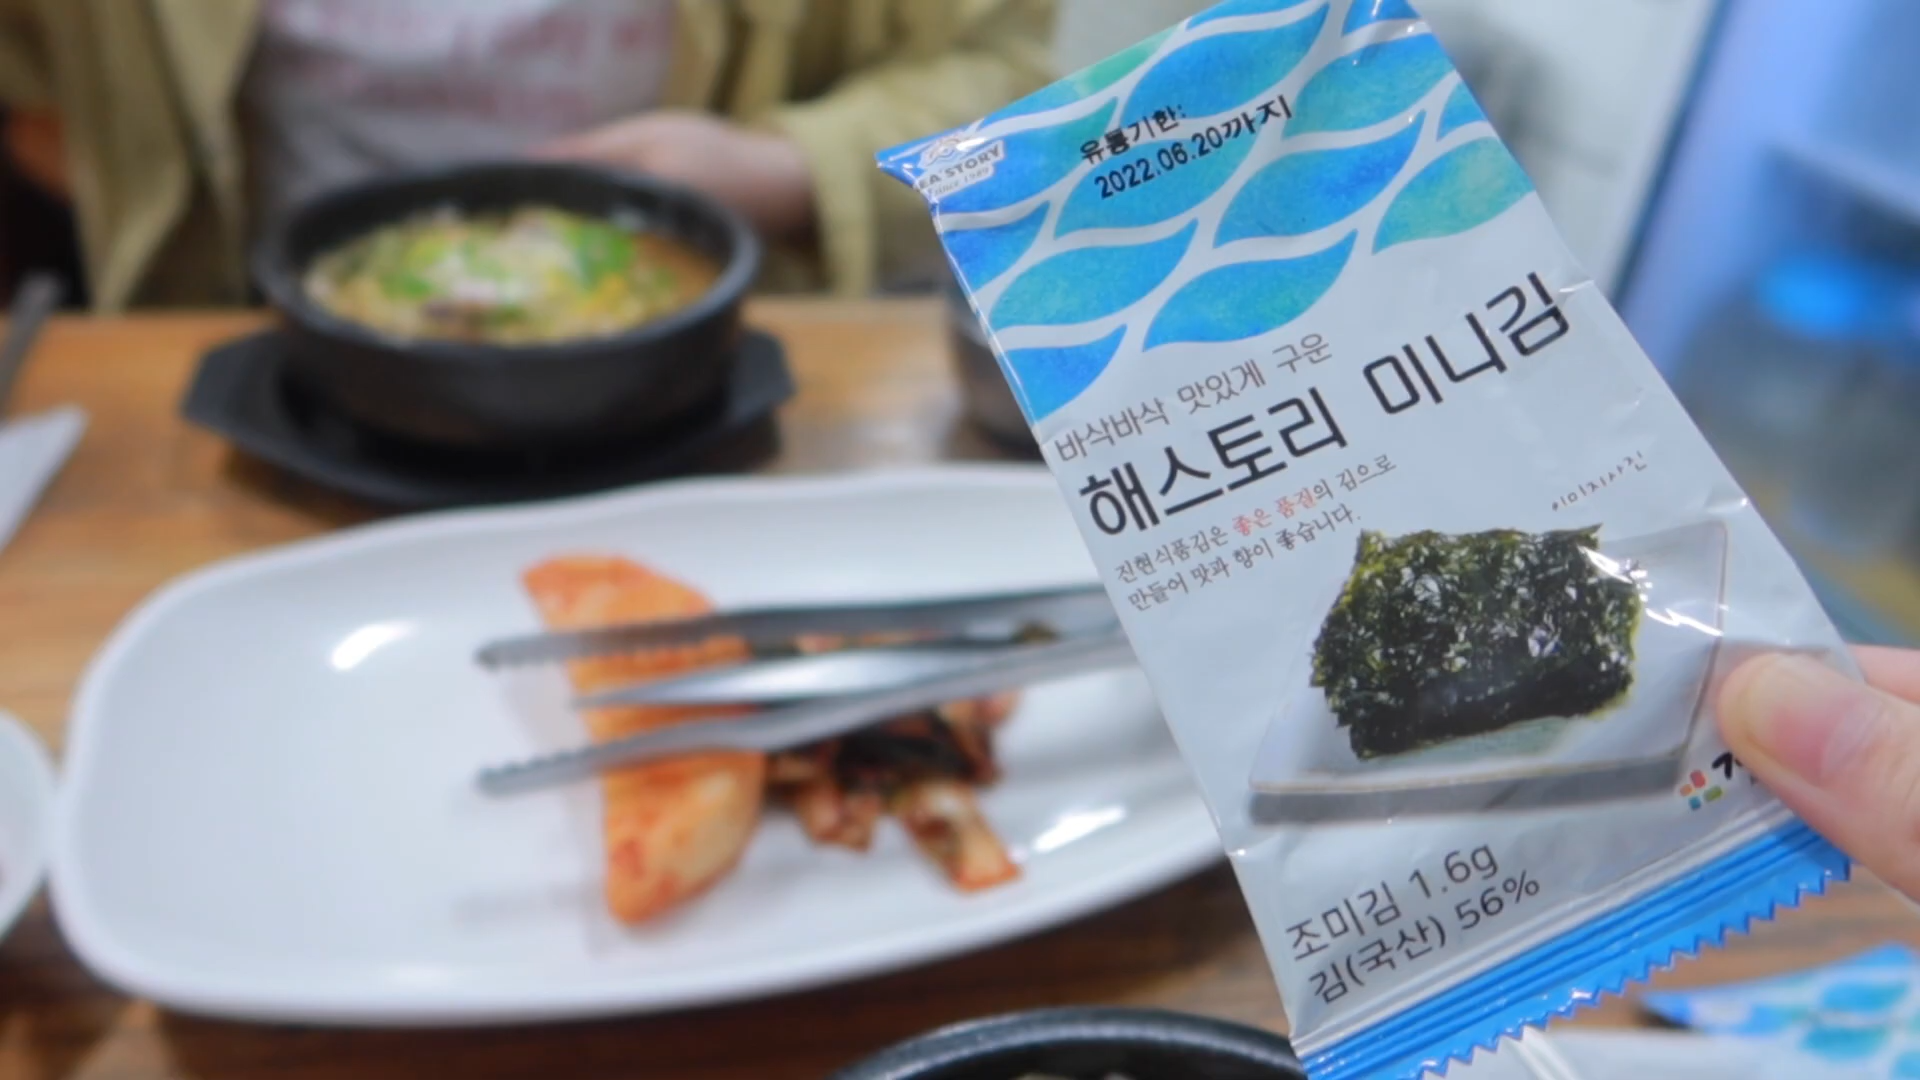 SEA STORY
Since 1989
유통기한:
2022.06.20까지
바삭바삭 맛있게 구운
해스토리 미니김
진현식품김은 좋은 품질의 김으로
만들어 맛과 향이 좋습니다.
이미지사진
조미김 1.6g
김(국산) 56%